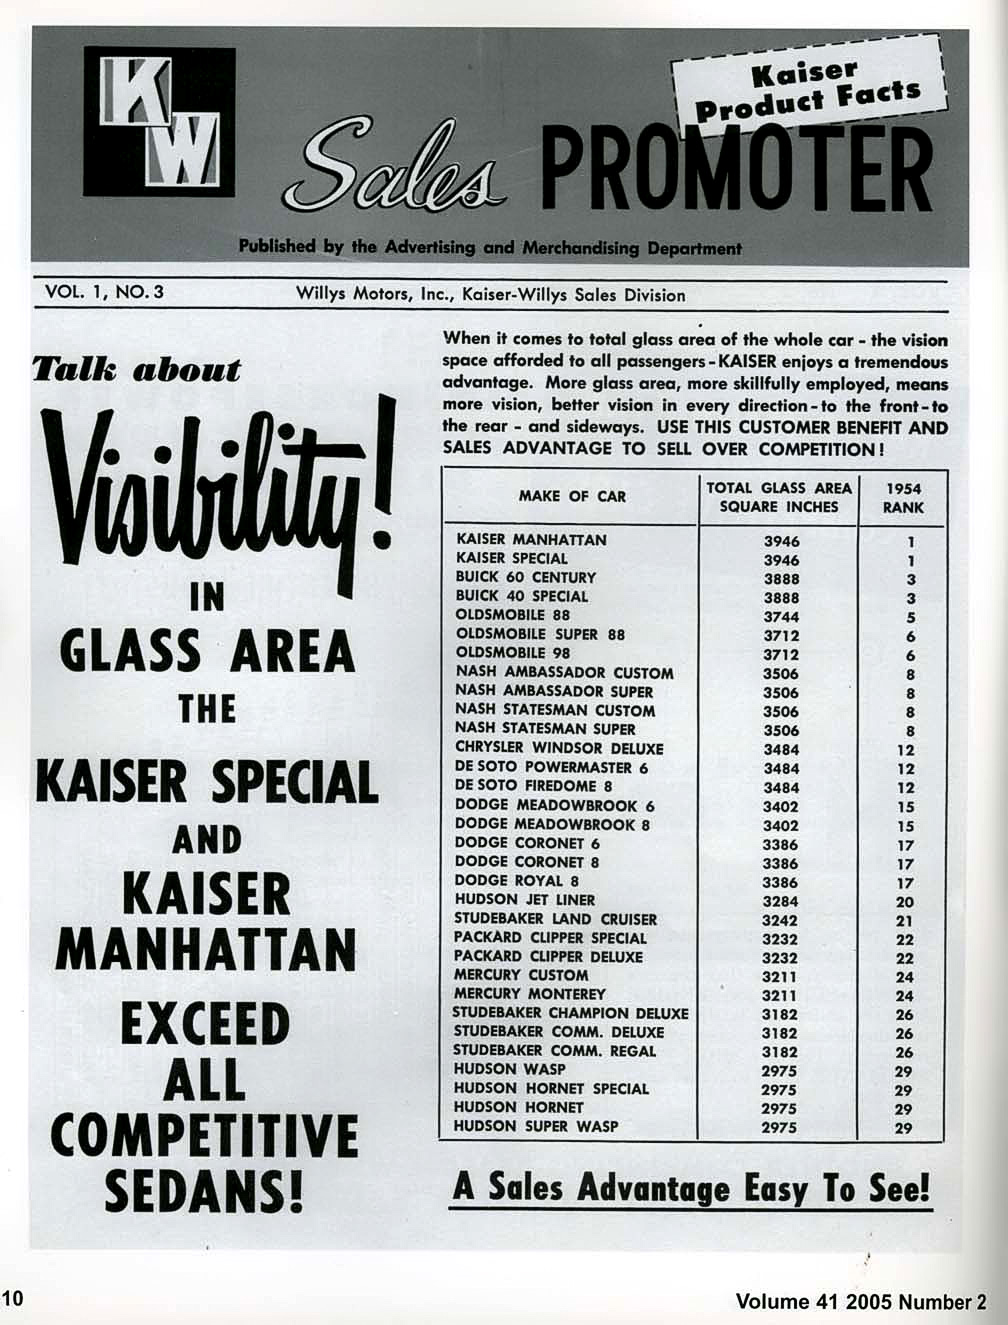 KW
Kaiser
Product Facts
Sales PROMOTER
Published by the Advertising and Merchandising Department
VOL. 1, NO. 3 Willys Motors, Inc., Kaiser-Willys Sales Division
Talk about
Visibility!
IN
GLASS AREA
THE
KAISER SPECIAL
AND
KAISER
MANHATTAN
EXCEED
ALL
COMPETITIVE
SEDANS!
When it comes to total glass area of the whole car - the vision
space afforded to all passengers - KAISER enjoys a tremendous
advantage. More glass area, more skillfully employed, means
more vision, better vision in every direction - to the front - to
the rear - and sideways. USE THIS CUSTOMER BENEFIT AND
SALES ADVANTAGE TO SELL OVER COMPETITION!
MAKE OF CAR TOTAL GLASS AREA SQUARE INCHES 1954 RANK
KAISER MANHATTAN 3946 1
KAISER SPECIAL 3946 1
BUICK 60 CENTURY 3888 3
BUICK 40 SPECIAL 3888 3
OLDSMOBILE 88 3744 5
OLDSMOBILE SUPER 88 3712 6
OLDSMOBILE 98 3712 6
NASH AMBASSADOR CUSTOM 3506 8
NASH AMBASSADOR SUPER 3506 8
NASH STATESMAN CUSTOM 3506 8
NASH STATESMAN SUPER 3506 8
CHRYSLER WINDSOR DELUXE 3484 12
DE SOTO POWERMASTER 6 3484 12
DE SOTO FIREDOME 8 3484 12
DODGE MEADOWBROOK 6 3402 15
DODGE MEADOWBROOK 8 3402 15
DODGE CORONET 6 3386 17
DODGE CORONET 8 3386 17
DODGE ROYAL 8 3386 17
HUDSON JET LINER 3284 20
STUDEBAKER LAND CRUISER 3242 21
PACKARD CLIPPER SPECIAL 3232 22
PACKARD CLIPPER DELUXE 3232 22
MERCURY CUSTOM 3211 24
MERCURY MONTEREY 3211 24
STUDEBAKER CHAMPION DELUXE 3182 26
STUDEBAKER COMM. DELUXE 3182 26
STUDEBAKER COMM. REGAL 3182 26
HUDSON WASP 2975 29
HUDSON HORNET SPECIAL 2975 29
HUDSON HORNET 2975 29
HUDSON SUPER WASP 2975 29
A Sales Advantage Easy To See!
10 Volume 41 2005 Number 2